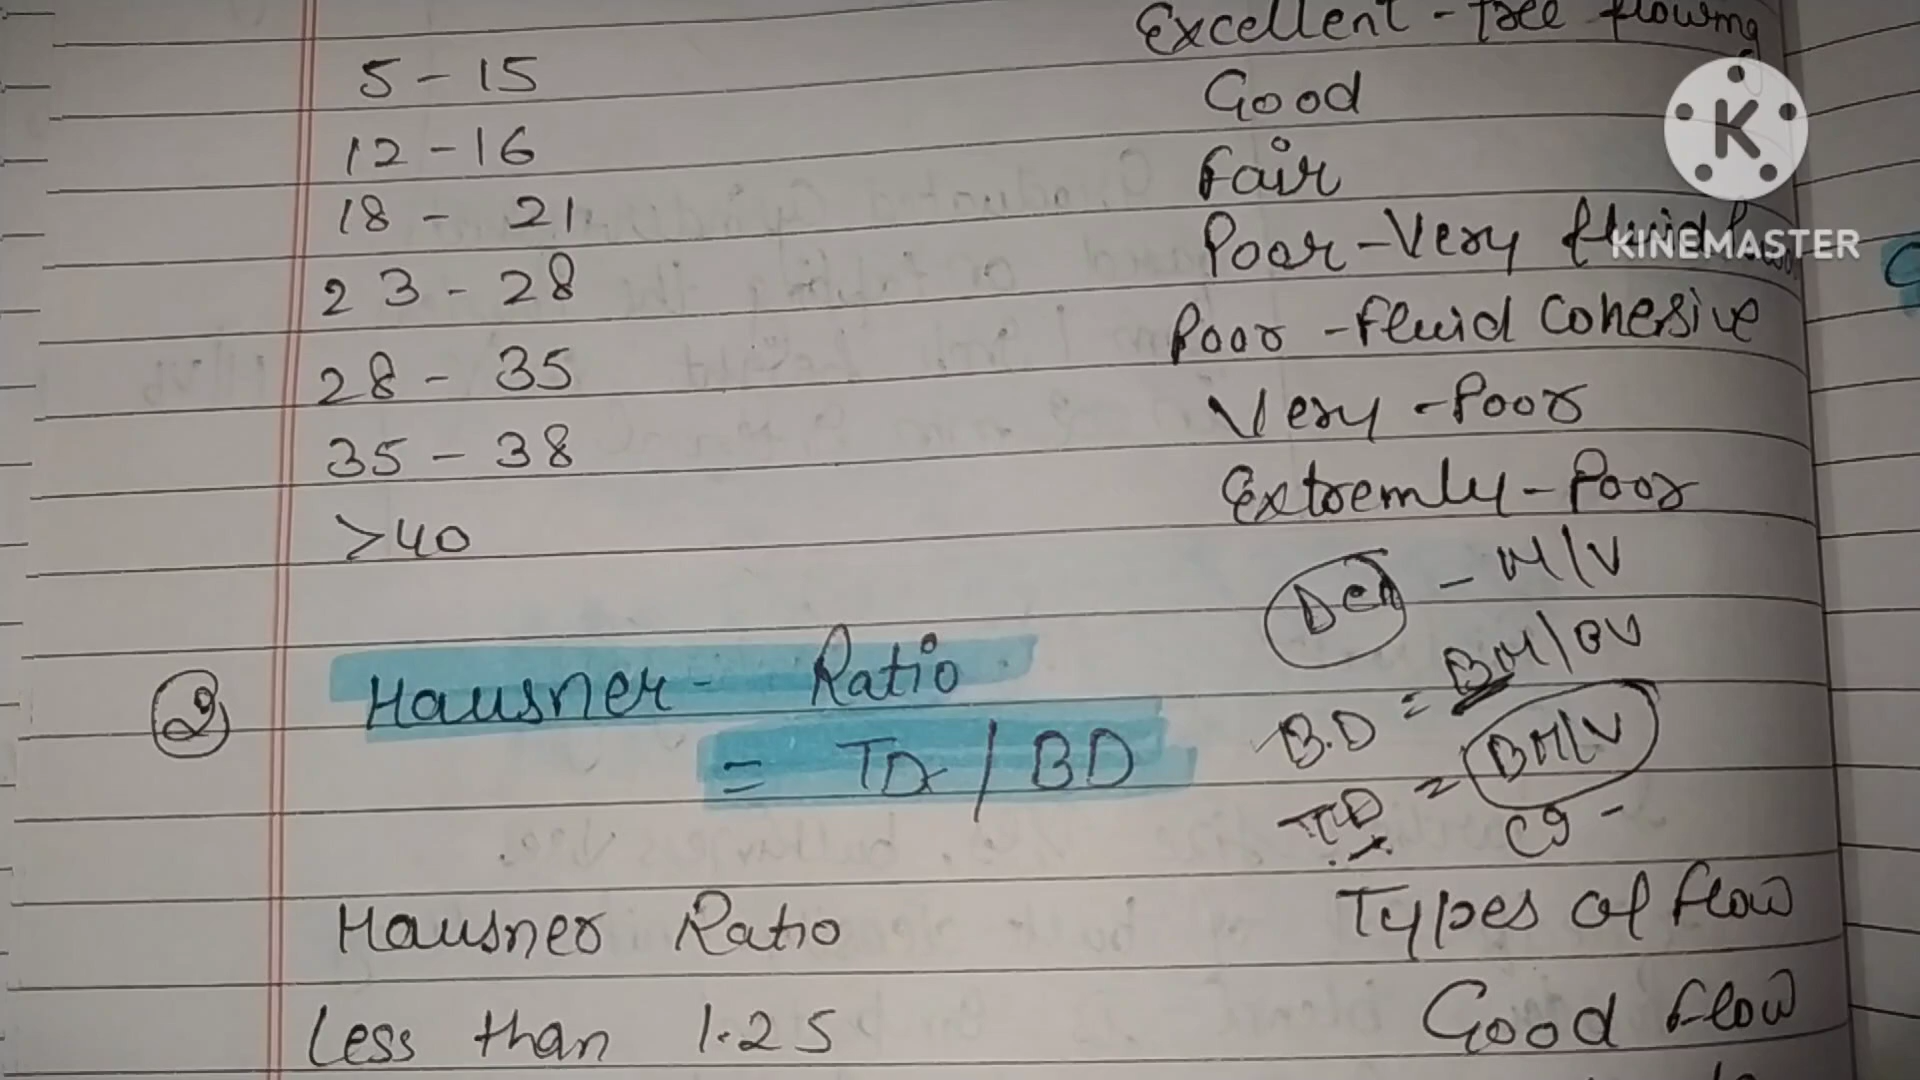 Excellent - free flowing
5 - 15
Good
12 - 16
Fair
18 - 21
Poor - Very fluid
23 - 28
Poor - fluid Cohesive
28 - 35
Very - Poor
35 - 38
Extremly - Poor
>40
Den - M/V
② Hausner - Ratio
B.D = BM/BV
= TD / BD
TD = BM/V
Hausner Ratio Types of flow
Less than 1.25 Good flow
K
KINEMASTER